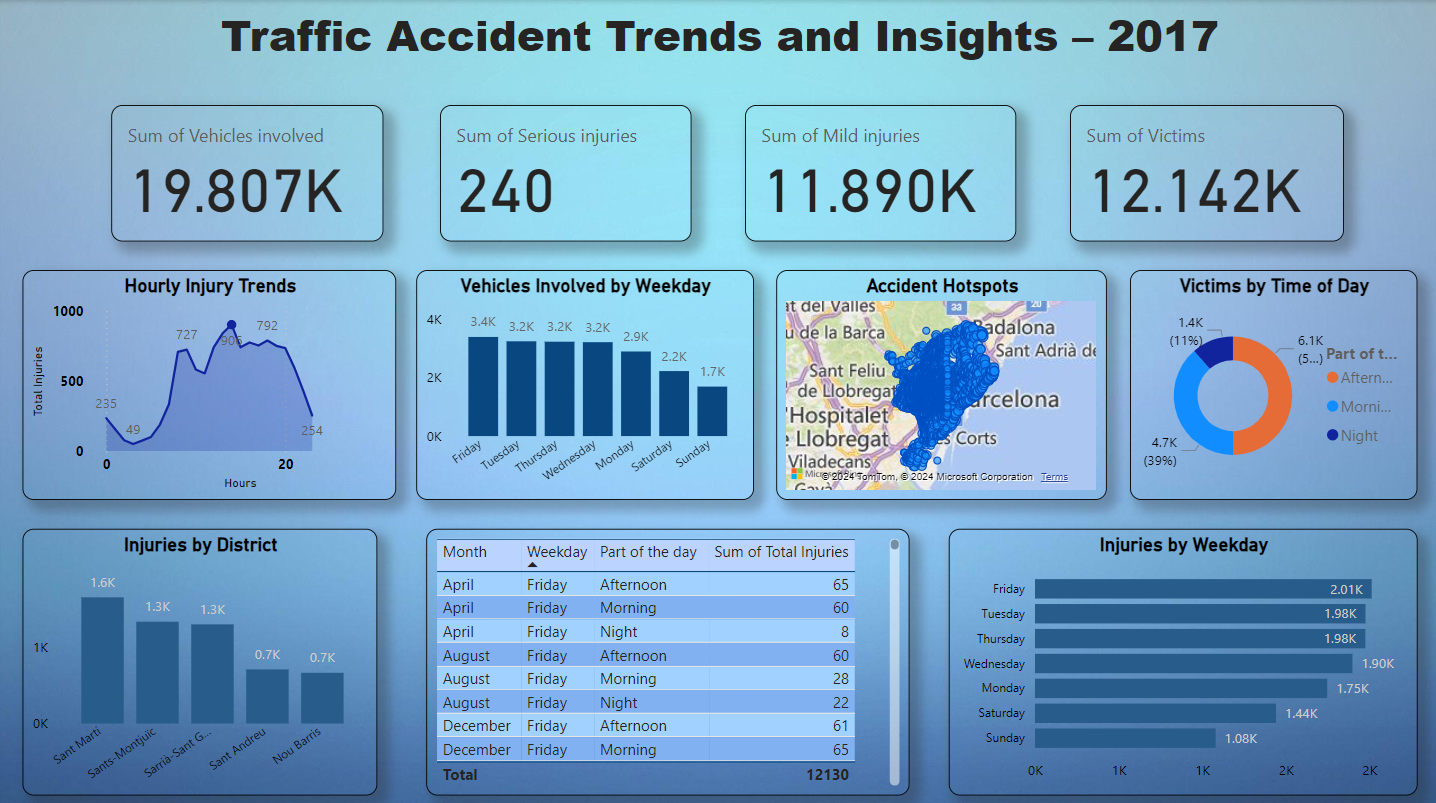 Traffic Accident Trends and Insights – 2017
Sum of Vehicles involved
19.807K
Sum of Serious injuries
240
Sum of Mild injuries
11.890K
Sum of Victims
12.142K
Hourly Injury Trends
Total Injuries
1000
500
0
235
49
727
906
792
254
0
20
Hours
Vehicles Involved by Weekday
4K
2K
0K
3.4K
3.2K
3.2K
3.2K
2.9K
2.2K
1.7K
Friday
Tuesday
Thursday
Wednesday
Monday
Saturday
Sunday
Accident Hotspots
at del Valles
33
20
u de la Barca
Badalona
Sant Adrià de
Sant Feliu
de Llobregat
arcelona
'Hospitalet
Llobregat
es Corts
Viladecans
© 2024 TomTom, © 2024 Microsoft Corporation
Terms
Victims by Time of Day
1.4K
(11%)
6.1K
(5...)
4.7K
(39%)
Part of t...
Aftern...
Morni...
Night
Injuries by District
1K
0K
1.6K
1.3K
1.3K
0.7K
0.7K
Sant Martí
Sants-Montjuïc
Sarrià-Sant G...
Sant Andreu
Nou Barris
Month Weekday Part of the day Sum of Total Injuries
April Friday Afternoon 65
April Friday Morning 60
April Friday Night 8
August Friday Afternoon 60
August Friday Morning 28
August Friday Night 22
December Friday Afternoon 61
December Friday Morning 65
Total 12130
Injuries by Weekday
Friday 2.01K
Tuesday 1.98K
Thursday 1.98K
Wednesday 1.90K
Monday 1.75K
Saturday 1.44K
Sunday 1.08K
0K 1K 1K 2K 2K